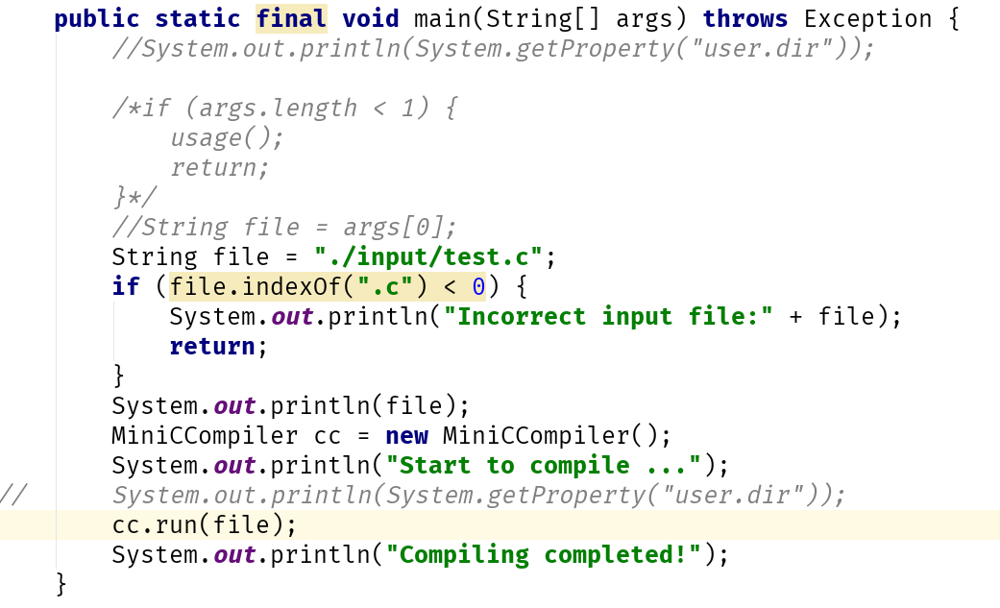 public static final void main(String[] args) throws Exception {
//System.out.println(System.getProperty("user.dir"));
/*if (args.length < 1) {
usage();
return;
}*/
//String file = args[0];
String file = "./input/test.c";
if (file.indexOf(".c") < 0) {
System.out.println("Incorrect input file:" + file);
return;
}
System.out.println(file);
MiniCCompiler cc = new MiniCCompiler();
System.out.println("Start to compile ...");
// System.out.println(System.getProperty("user.dir"));
cc.run(file);
System.out.println("Compiling completed!");
}